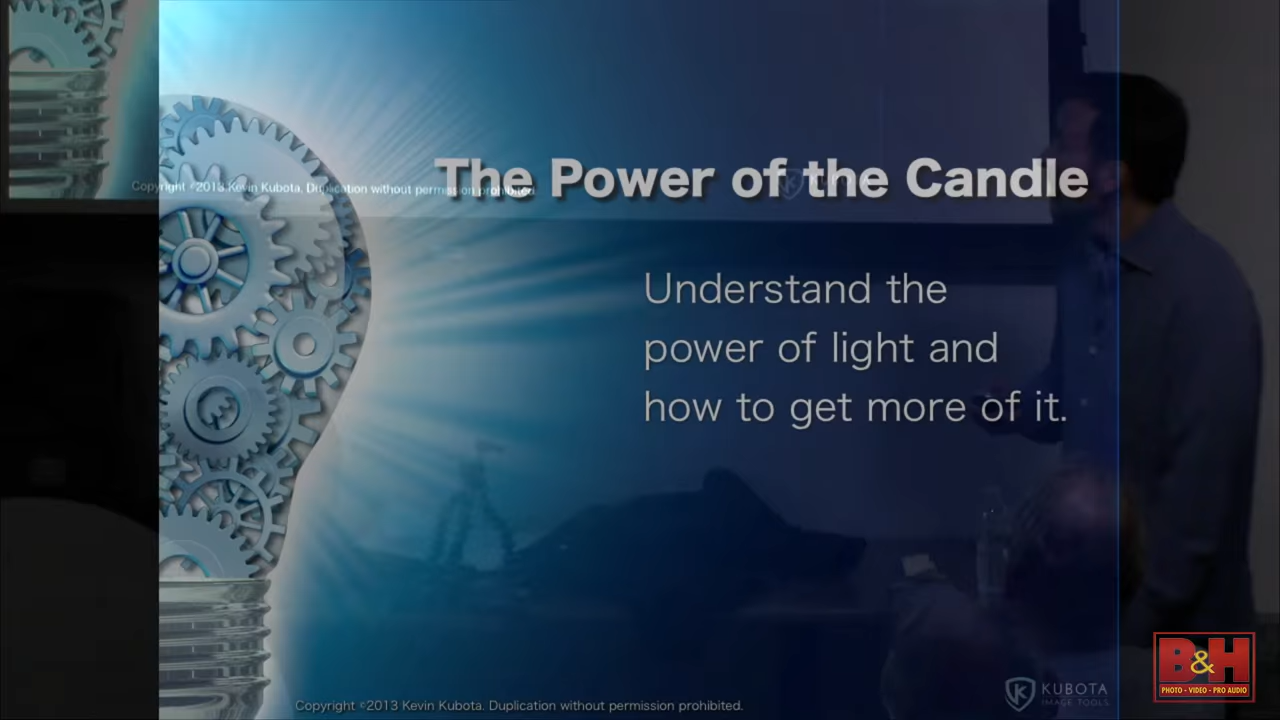 The Power of the Candle
Copyright ©2013 Kevin Kubota. Duplication without permission prohibited.
Understand the
power of light and
how to get more of it.
Copyright ©2013 Kevin Kubota. Duplication without permission prohibited.
KUBOTA
IMAGE TOOLS
B&H
PHOTO • VIDEO • PRO AUDIO